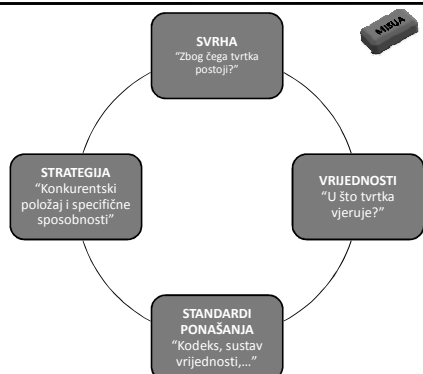 SVRHA
“Zbog čega tvrtka
postoji?”
MISIJA
STRATEGIJA
“Konkurentski
položaj i specifične
sposobnosti”
VRIJEDNOSTI
“U što tvrtka
vjeruje?”
STANDARDI
PONAŠANJA
“Kodeks, sustav
vrijednosti,…”